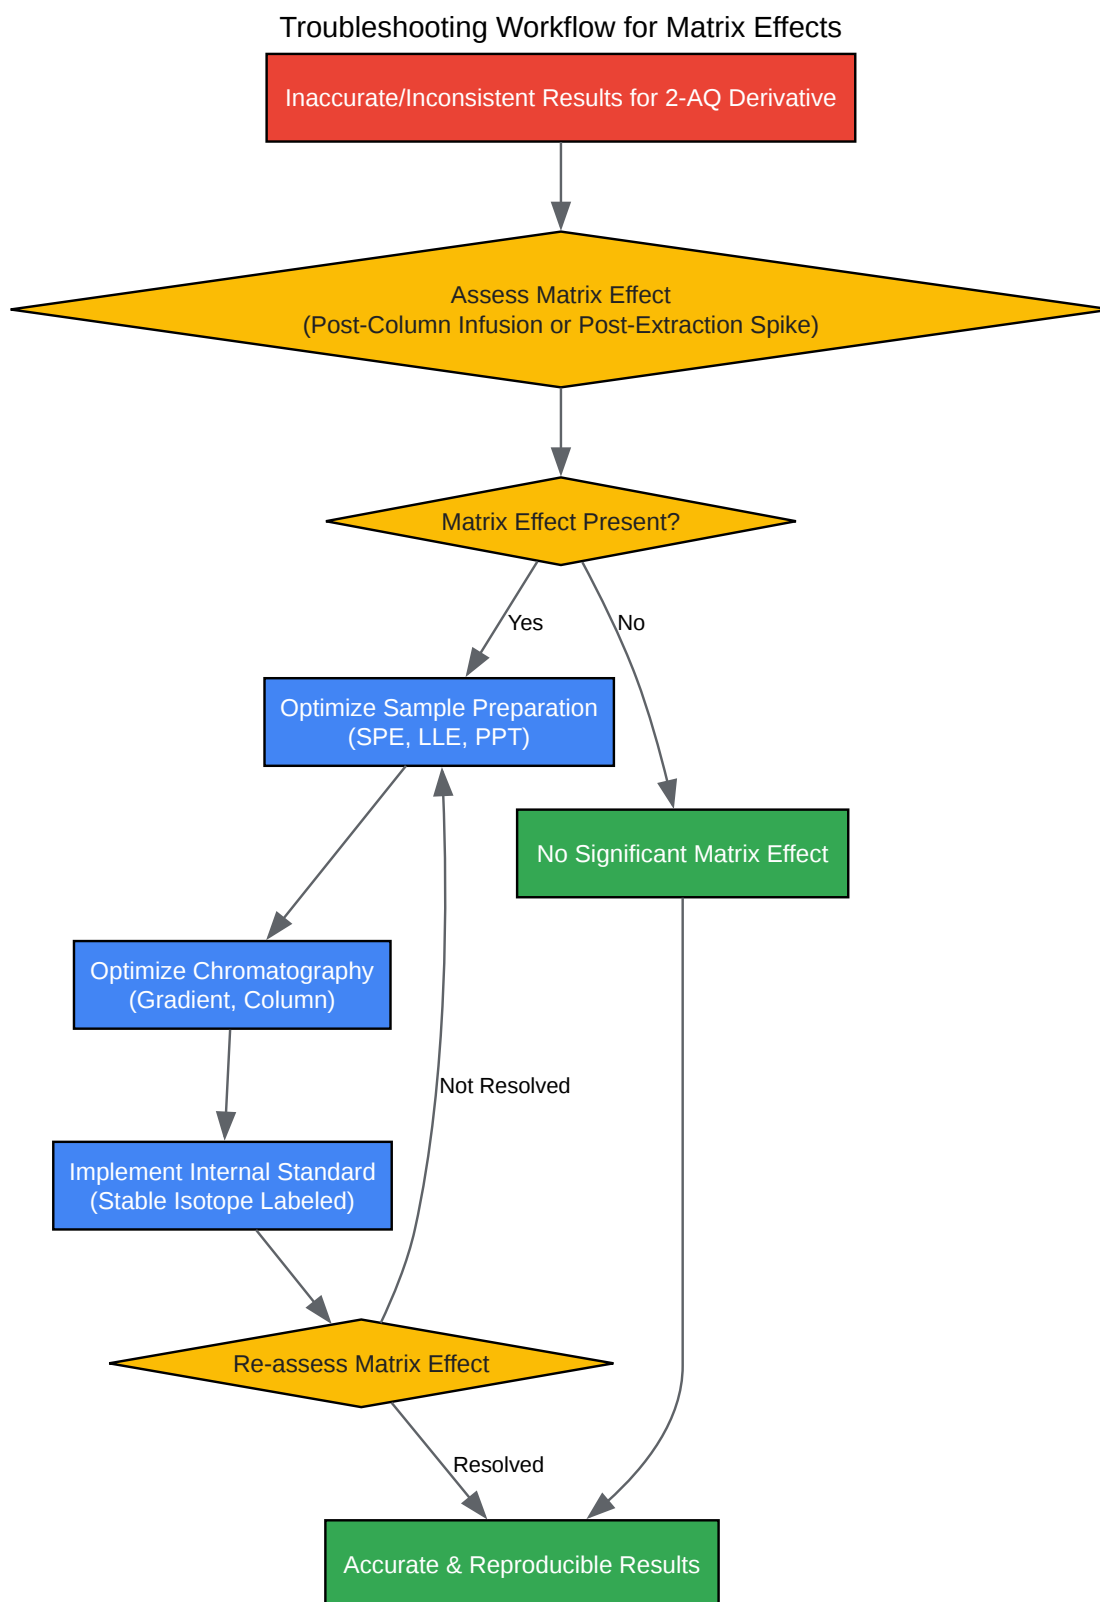 Troubleshooting Workflow for Matrix Effects
Inaccurate/Inconsistent Results for 2-AQ Derivative
Assess Matrix Effect
(Post-Column Infusion or Post-Extraction Spike)
Matrix Effect Present?
Yes
No
Optimize Sample Preparation
(SPE, LLE, PPT)
No Significant Matrix Effect
Optimize Chromatography
(Gradient, Column)
Not Resolved
Implement Internal Standard
(Stable Isotope Labeled)
Re-assess Matrix Effect
Resolved
Accurate & Reproducible Results